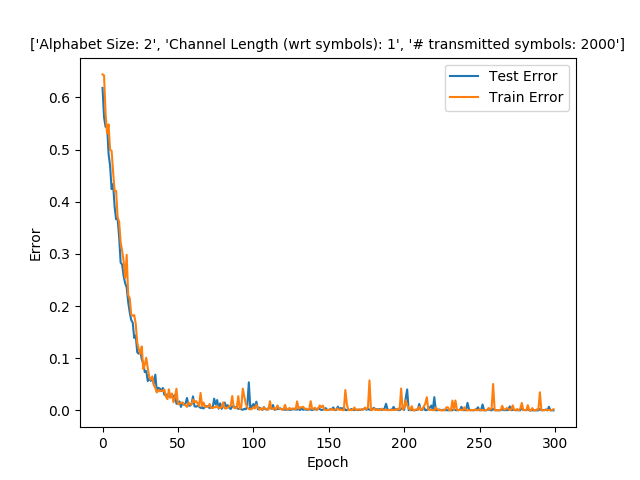 ['Alphabet Size: 2', 'Channel Length (wrt symbols): 1', '# transmitted symbols: 2000']
Test Error
Train Error
Error
0.6
0.5
0.4
0.3
0.2
0.1
0.0
0 50 100 150 200 250 300
Epoch